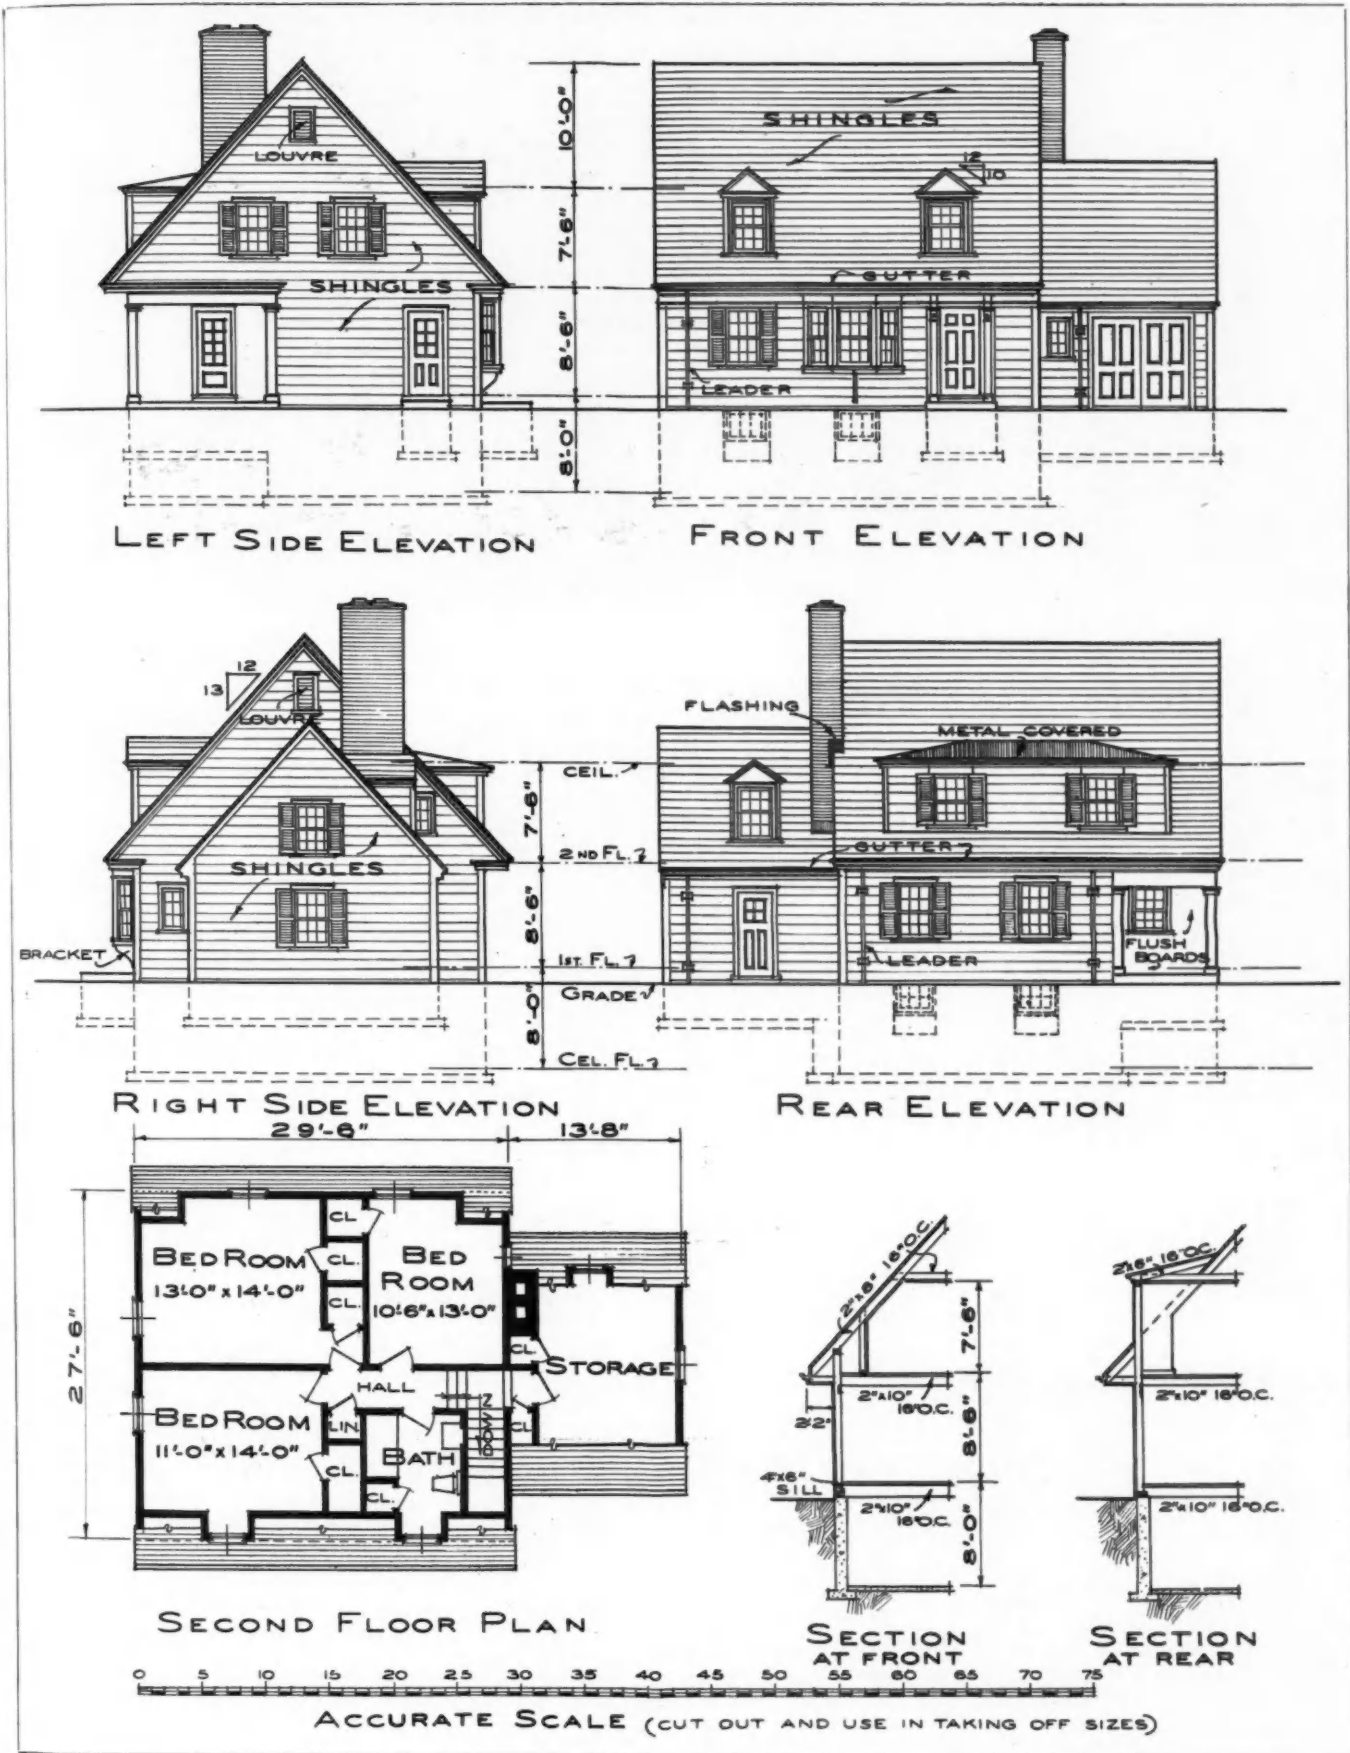 LOUVRE
SHINGLES
10'-0"
7'-6"
8'-6"
8'-0"
SHINGLES
12
10
GUTTER
LEADER
LEFT SIDE ELEVATION
FRONT ELEVATION
12
13
LOUVRE
SHINGLES
BRACKET
CEIL.
7'-6"
2ND FL.
8'-6"
1ST. FL.
GRADE
8'-0"
CEL. FL.
FLASHING
METAL COVERED
GUTTER
LEADER
FLUSH
BOARDS
RIGHT SIDE ELEVATION
REAR ELEVATION
29'-6"
13'-8"
27'-6"
BED ROOM
13'-0" x 14'-0"
CL.
CL.
CL.
BED
ROOM
10'-6" x 13'-0"
CL.
STORAGE
HALL
DOWN
CL.
BED ROOM
11'-0" x 14'-0"
LIN.
CL.
BATH
CL.
SECOND FLOOR PLAN
2"x8" 16"O.C.
7'-6"
2"x10"
16"O.C.
2'2"
8'-6"
4"x6"
SILL
2"x10"
16"O.C.
8'-0"
SECTION
AT FRONT
2"x6" 16"O.C.
2"x10" 16"O.C.
2"x10" 16"O.C.
SECTION
AT REAR
0 5 10 15 20 25 30 35 40 45 50 55 60 65 70 75
ACCURATE SCALE (CUT OUT AND USE IN TAKING OFF SIZES)